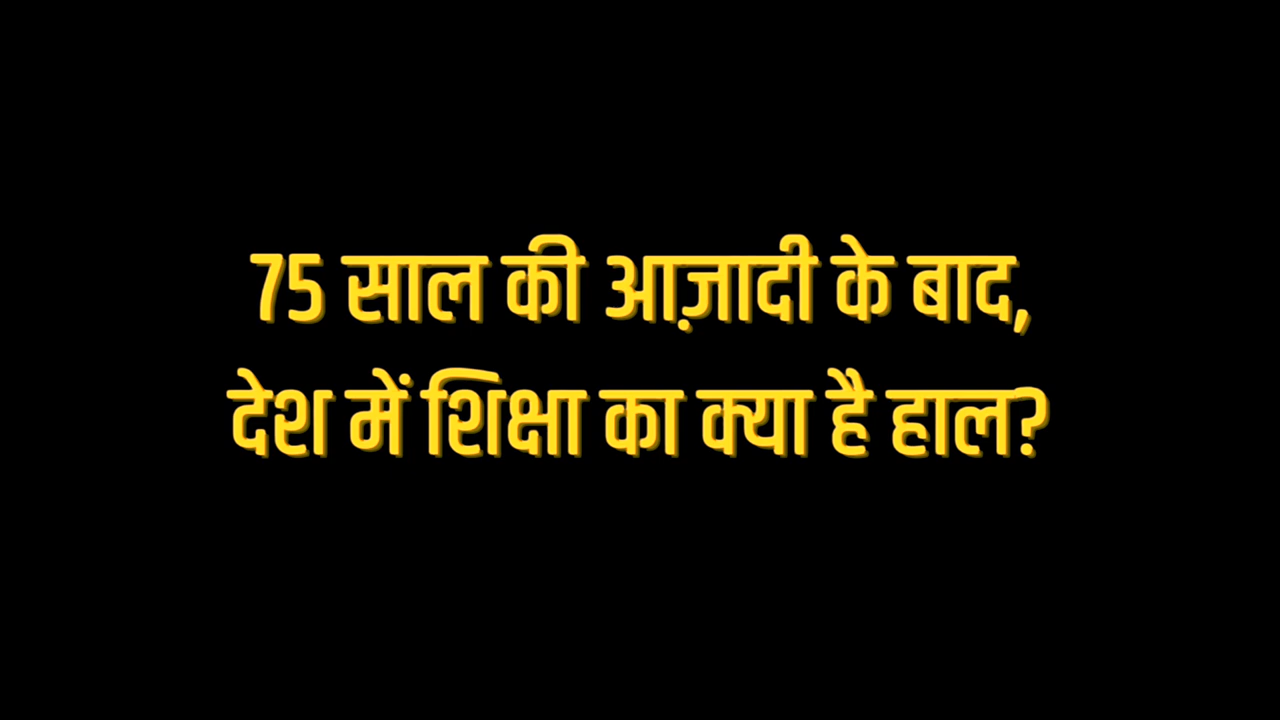 75 साल की आज़ादी के बाद,
देश में शिक्षा का क्या है हाल?